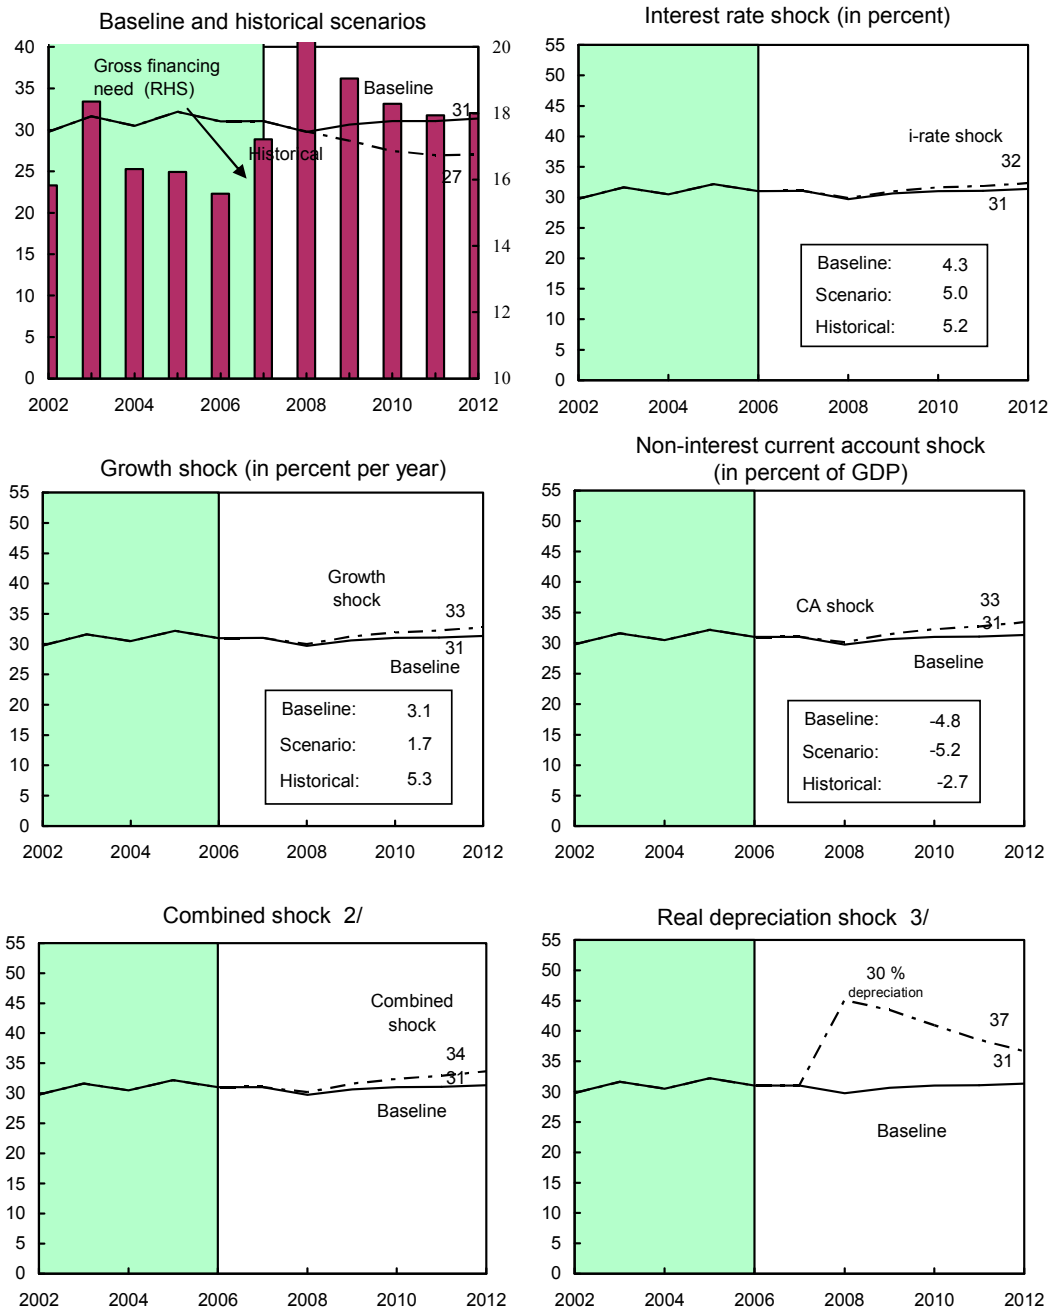 Baseline and historical scenarios
40
35
30
25
20
15
10
5
0
20
18
16
14
12
10
Gross financing
need (RHS)
Baseline
31
Historical
27
2002 2004 2006 2008 2010 2012
Interest rate shock (in percent)
55
50
45
40
35
30
25
20
15
10
5
0
i-rate shock
32
31
Baseline: 4.3
Scenario: 5.0
Historical: 5.2
2002 2004 2006 2008 2010 2012
Growth shock (in percent per year)
55
50
45
40
35
30
25
20
15
10
5
0
Growth
shock
33
31
Baseline
Baseline: 3.1
Scenario: 1.7
Historical: 5.3
2002 2004 2006 2008 2010 2012
Non-interest current account shock
(in percent of GDP)
55
50
45
40
35
30
25
20
15
10
5
0
CA shock
33
31
Baseline
Baseline: -4.8
Scenario: -5.2
Historical: -2.7
2002 2004 2006 2008 2010 2012
Combined shock 2/
55
50
45
40
35
30
25
20
15
10
5
0
Combined
shock
34
31
Baseline
2002 2004 2006 2008 2010 2012
Real depreciation shock 3/
55
50
45
40
35
30
25
20
15
10
5
0
30 %
depreciation
37
31
Baseline
2002 2004 2006 2008 2010 2012